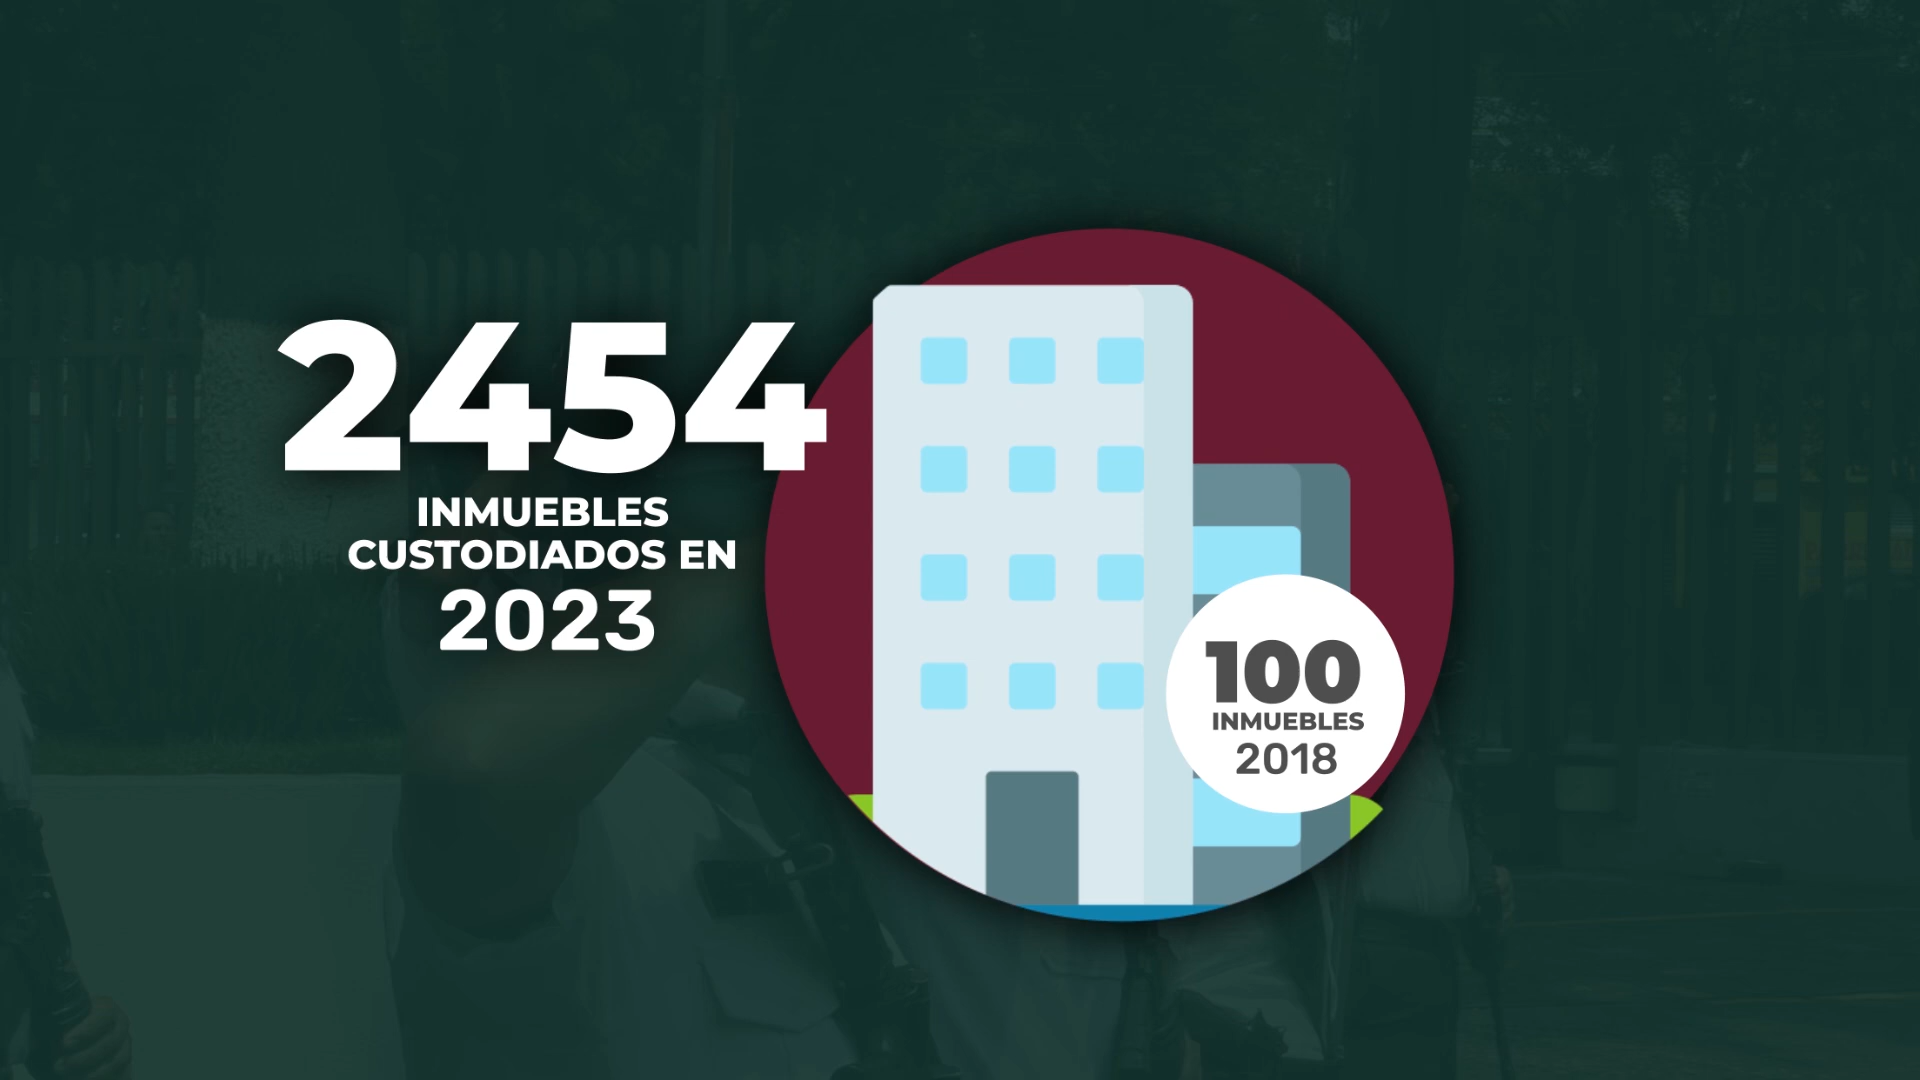 2454
INMUEBLES
CUSTODIADOS EN
2023
100
INMUEBLES
2018